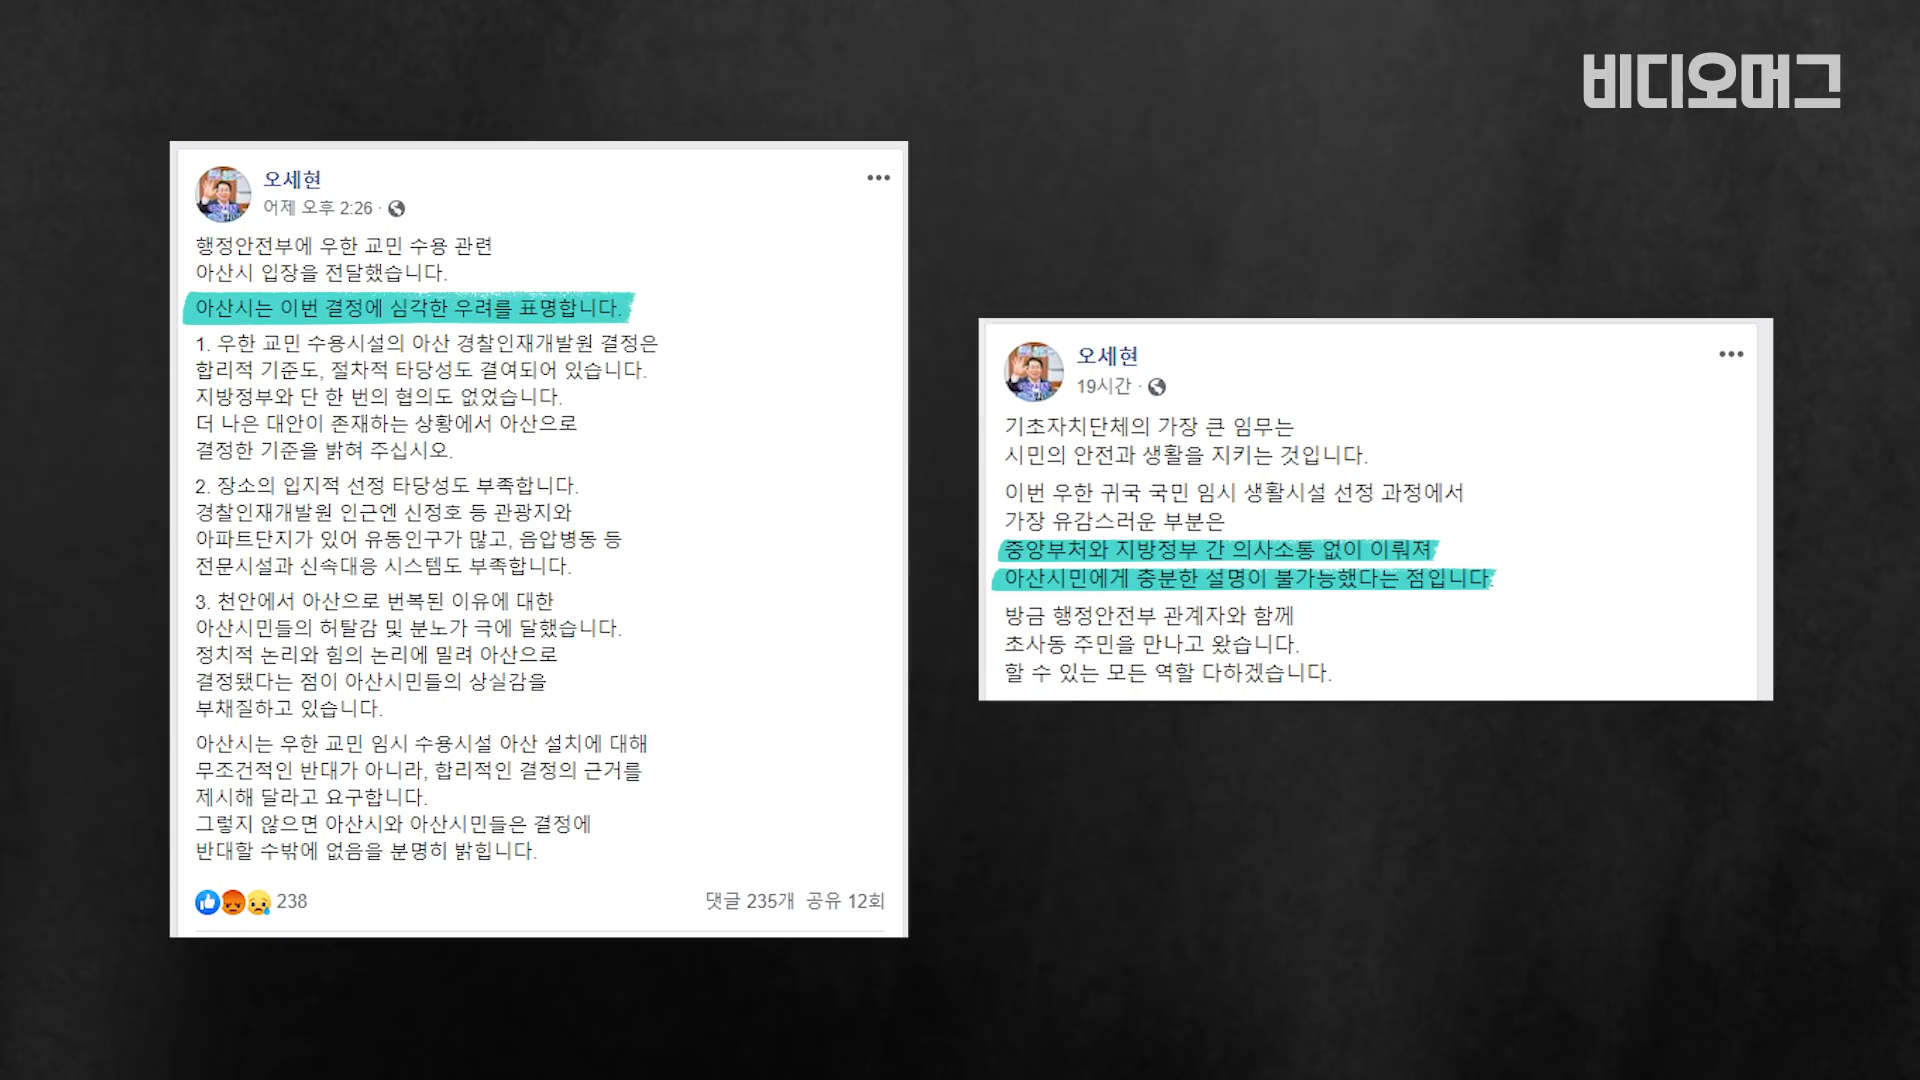 비디오머그
오세현
어제 오후 2:26 ·
행정안전부에 우한 교민 수용 관련
아산시 입장을 전달했습니다.
아산시는 이번 결정에 심각한 우려를 표명합니다.
1. 우한 교민 수용시설의 아산 경찰인재개발원 결정은
합리적 기준도, 절차적 타당성도 결여되어 있습니다.
지방정부와 단 한 번의 협의도 없었습니다.
더 나은 대안이 존재하는 상황에서 아산으로
결정한 기준을 밝혀 주십시오.
2. 장소의 입지적 선정 타당성도 부족합니다.
경찰인재개발원 인근엔 신정호 등 관광지와
아파트단지가 있어 유동인구가 많고, 음압병동 등
전문시설과 신속대응 시스템도 부족합니다.
3. 천안에서 아산으로 번복된 이유에 대한
아산시민들의 허탈감 및 분노가 극에 달했습니다.
정치적 논리와 힘의 논리에 밀려 아산으로
결정됐다는 점이 아산시민들의 상실감을
부채질하고 있습니다.
아산시는 우한 교민 임시 수용시설 아산 설치에 대해
무조건적인 반대가 아니라, 합리적인 결정의 근거를
제시해 달라고 요구합니다.
그렇지 않으면 아산시와 아산시민들은 결정에
반대할 수밖에 없음을 분명히 밝힙니다.
238
댓글 235개 공유 12회
오세현
19시간 ·
기초자치단체의 가장 큰 임무는
시민의 안전과 생활을 지키는 것입니다.
이번 우한 귀국 국민 임시 생활시설 선정 과정에서
가장 유감스러운 부분은
중앙부처와 지방정부 간 의사소통 없이 이뤄져
아산시민에게 충분한 설명이 불가능했다는 점입니다.
방금 행정안전부 관계자와 함께
초사동 주민을 만나고 왔습니다.
할 수 있는 모든 역할 다하겠습니다.